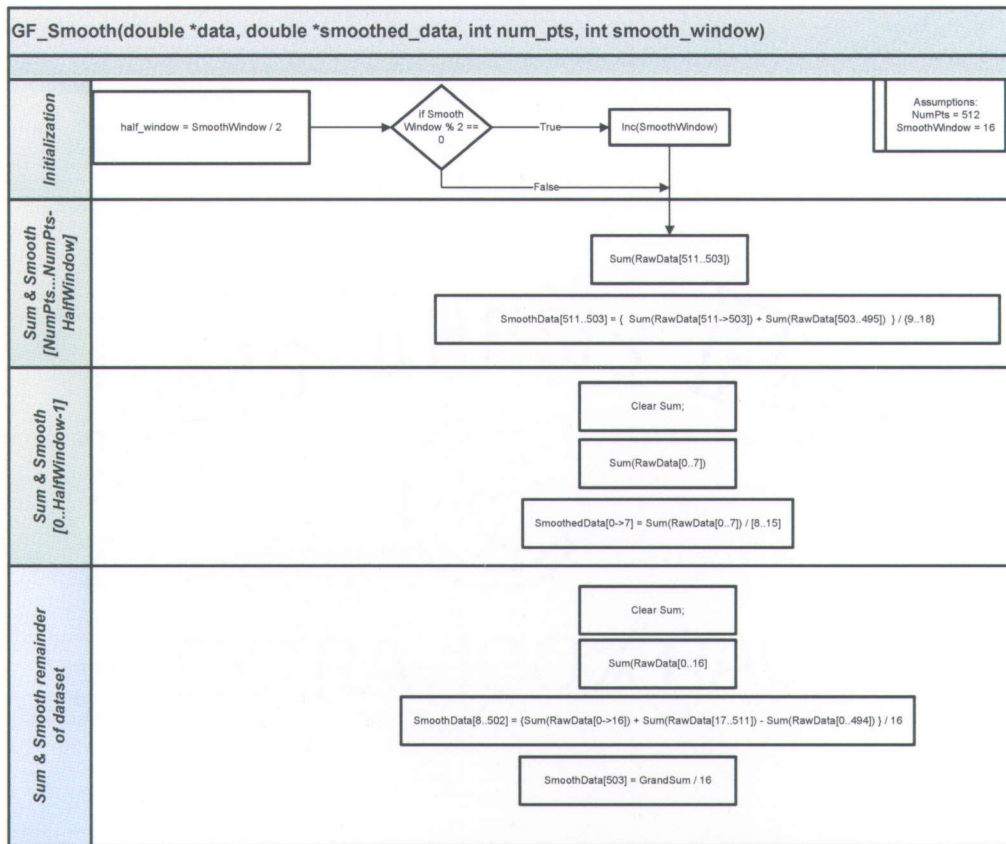 GF_Smooth(double *data, double *smoothed_data, int num_pts, int smooth_window)
Initialization
half_window = SmoothWindow / 2
if Smooth
Window % 2 ==
0
True
Inc(SmoothWindow)
False
Assumptions:
NumPts = 512
SmoothWindow = 16
Sum & Smooth
[NumPts...NumPts-
HalfWindow]
Sum(RawData[511..503])
SmoothData[511..503] = { Sum(RawData[511->503]) + Sum(RawData[503..495]) } / {9..18}
Sum & Smooth
[0..HalfWindow-1]
Clear Sum;
Sum(RawData[0..7])
SmoothedData[0->7] = Sum(RawData[0..7]) / [8..15]
Sum & Smooth remainder
of dataset
Clear Sum;
Sum(RawData[0..16]
SmoothData[8..502] = {Sum(RawData[0->16]) + Sum(RawData[17..511]) - Sum(RawData[0..494]) } / 16
SmoothData[503] = GrandSum / 16